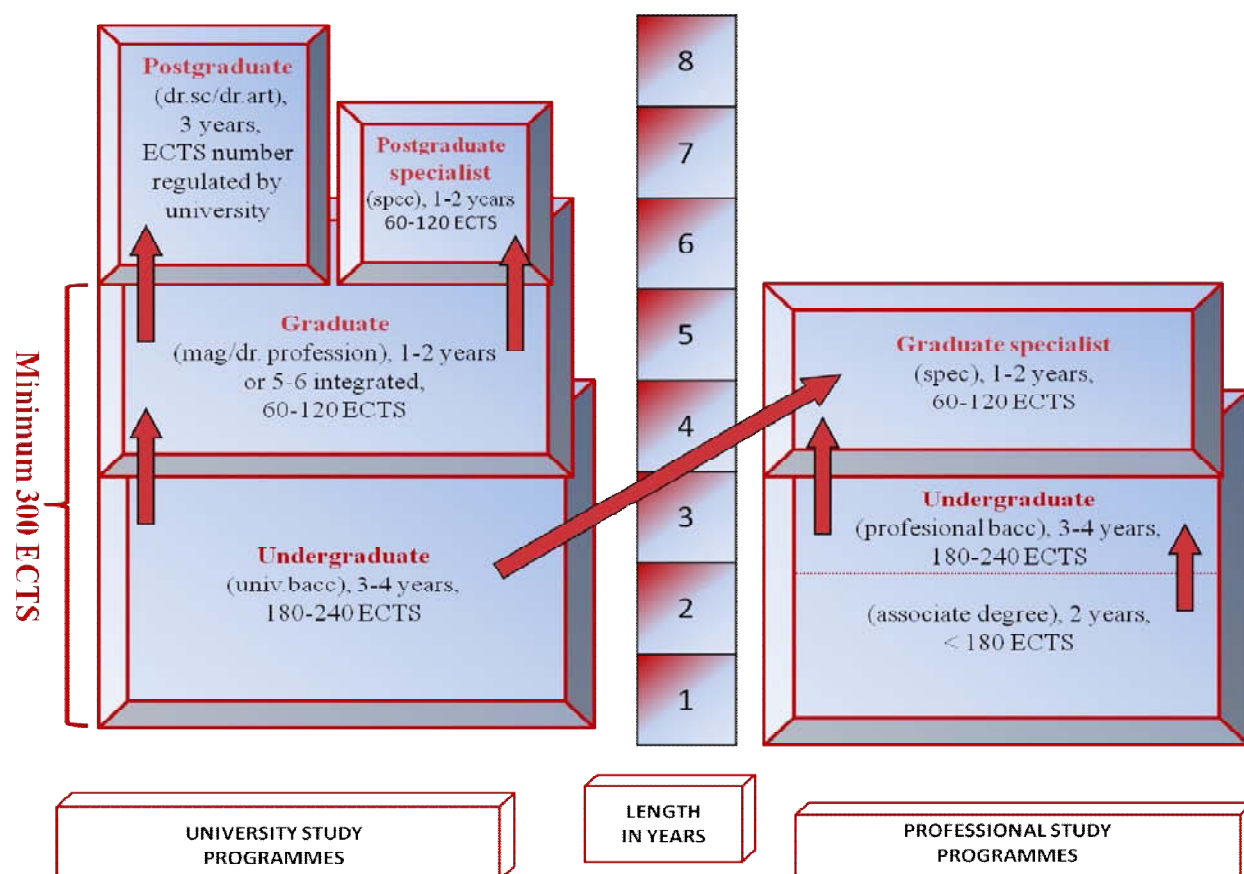 Postgraduate
(dr.sc/dr.art),
3 years,
ECTS number
regulated by
university
Postgraduate
specialist
(spec), 1-2 years
60-120 ECTS
Graduate
(mag/dr. profession), 1-2 years
or 5-6 integrated,
60-120 ECTS
Undergraduate
(univ.bacc), 3-4 years,
180-240 ECTS
Minimum 300 ECTS
8
7
6
5
4
3
2
1
Graduate specialist
(spec), 1-2 years,
60-120 ECTS
Undergraduate
(profesional bacc), 3-4 years,
180-240 ECTS
(associate degree), 2 years,
< 180 ECTS
UNIVERSITY STUDY
PROGRAMMES
LENGTH
IN YEARS
PROFESSIONAL STUDY
PROGRAMMES